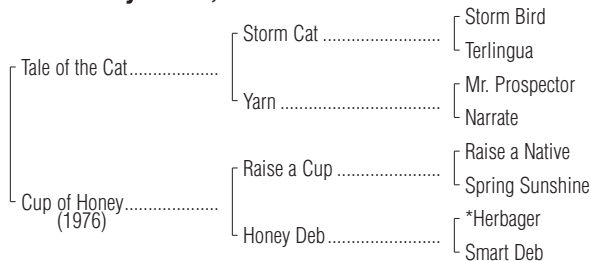 Storm Bird
Storm Cat ........................
Terlingua
Tale of the Cat..................
Mr. Prospector
Yarn ................................
Narrate
Raise a Native
Raise a Cup .....................
Spring Sunshine
Cup of Honey...................
(1976)
*Herbager
Honey Deb.......................
Smart Deb